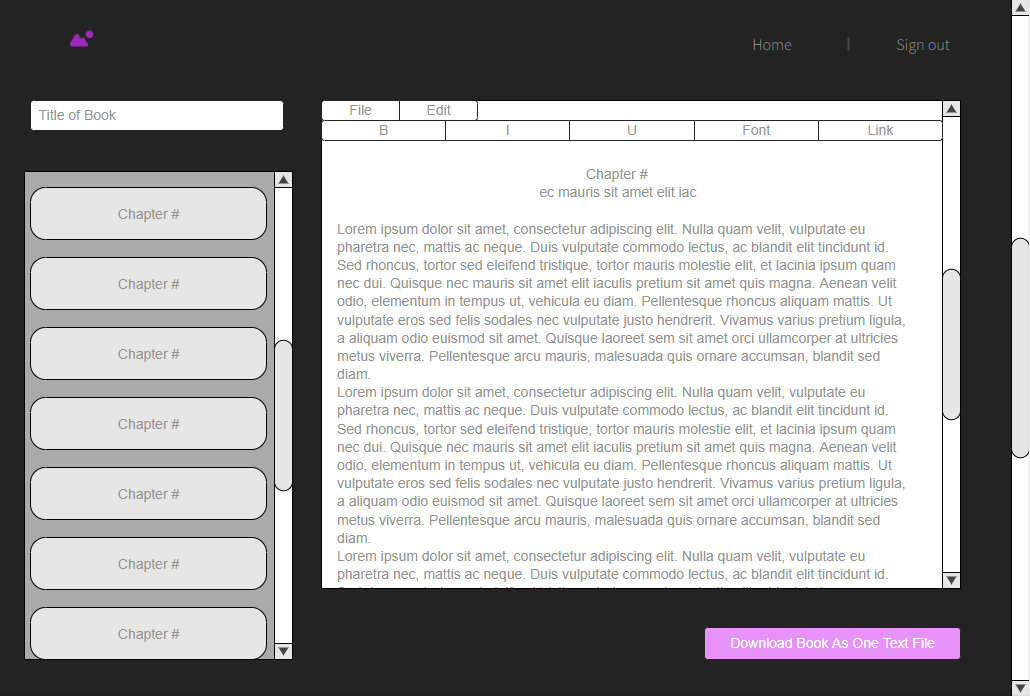 Home | Sign out
Title of Book
File Edit
B I U Font Link
Chapter #
Chapter #
Chapter #
Chapter #
Chapter #
Chapter #
Chapter #
Chapter #
ec mauris sit amet elit iac
Lorem ipsum dolor sit amet, consectetur adipiscing elit. Nulla quam velit, vulputate eu
pharetra nec, mattis ac neque. Duis vulputate commodo lectus, ac blandit elit tincidunt id.
Sed rhoncus, tortor sed eleifend tristique, tortor mauris molestie elit, et lacinia ipsum quam
nec dui. Quisque nec mauris sit amet elit iaculis pretium sit amet quis magna. Aenean velit
odio, elementum in tempus ut, vehicula eu diam. Pellentesque rhoncus aliquam mattis. Ut
vulputate eros sed felis sodales nec vulputate justo hendrerit. Vivamus varius pretium ligula,
a aliquam odio euismod sit amet. Quisque laoreet sem sit amet orci ullamcorper at ultricies
metus viverra. Pellentesque arcu mauris, malesuada quis ornare accumsan, blandit sed
diam.
Lorem ipsum dolor sit amet, consectetur adipiscing elit. Nulla quam velit, vulputate eu
pharetra nec, mattis ac neque. Duis vulputate commodo lectus, ac blandit elit tincidunt id.
Sed rhoncus, tortor sed eleifend tristique, tortor mauris molestie elit, et lacinia ipsum quam
nec dui. Quisque nec mauris sit amet elit iaculis pretium sit amet quis magna. Aenean velit
odio, elementum in tempus ut, vehicula eu diam. Pellentesque rhoncus aliquam mattis. Ut
vulputate eros sed felis sodales nec vulputate justo hendrerit. Vivamus varius pretium ligula,
a aliquam odio euismod sit amet. Quisque laoreet sem sit amet orci ullamcorper at ultricies
metus viverra. Pellentesque arcu mauris, malesuada quis ornare accumsan, blandit sed
diam.
Lorem ipsum dolor sit amet, consectetur adipiscing elit. Nulla quam velit, vulputate eu
pharetra nec, mattis ac neque. Duis vulputate commodo lectus, ac blandit elit tincidunt id.
Download Book As One Text File